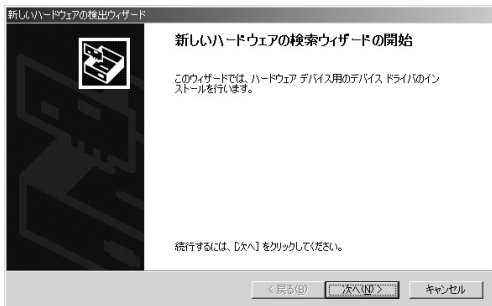 新しいハードウェアの検出ウィザード
新しいハードウェアの検索ウィザードの開始
このウィザードでは、ハードウェア デバイス用のデバイス ドライバのイン
ストールを行います。
続行するには、[次へ] をクリックしてください。
< 戻る(B) 次へ(N) > キャンセル